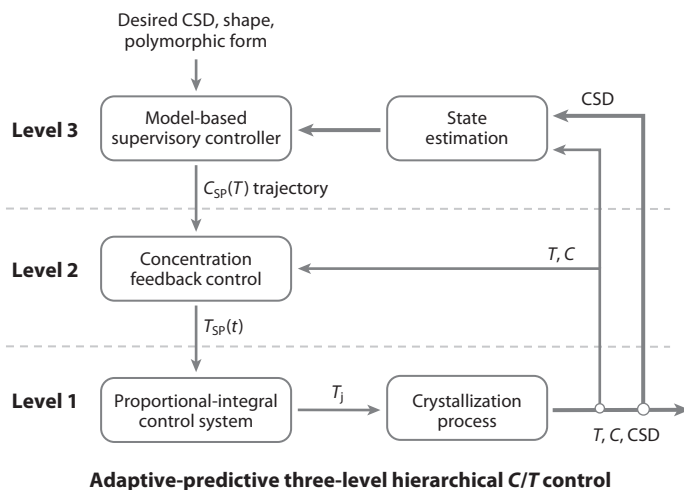 Desired CSD, shape,
polymorphic form
CSD
Level 3
Model-based
supervisory controller
State
estimation
C_SP(T) trajectory
Level 2
Concentration
feedback control
T, C
T_SP(t)
Level 1
Proportional-integral
control system
T_j
Crystallization
process
T, C, CSD
Adaptive-predictive three-level hierarchical C/T control